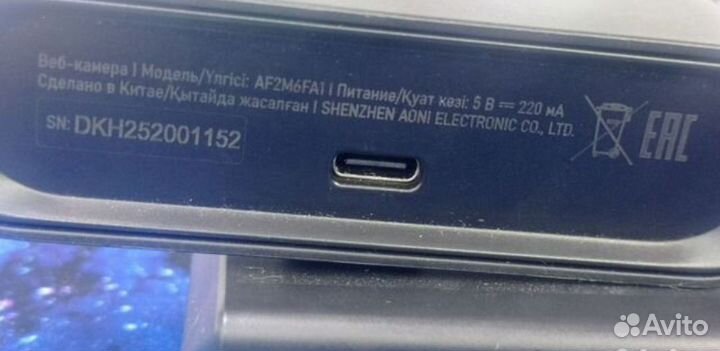 Веб-камера | Модель/Үлгісі: AF2M6FA1 | Питание/Қуат көзі: 5 В ⎓ 220 мА
Сделано в Китае/Қытайда жасалған | SHENZHEN AONI ELECTRONIC CO., LTD.
SN: DKH252001152
EAC
Avito